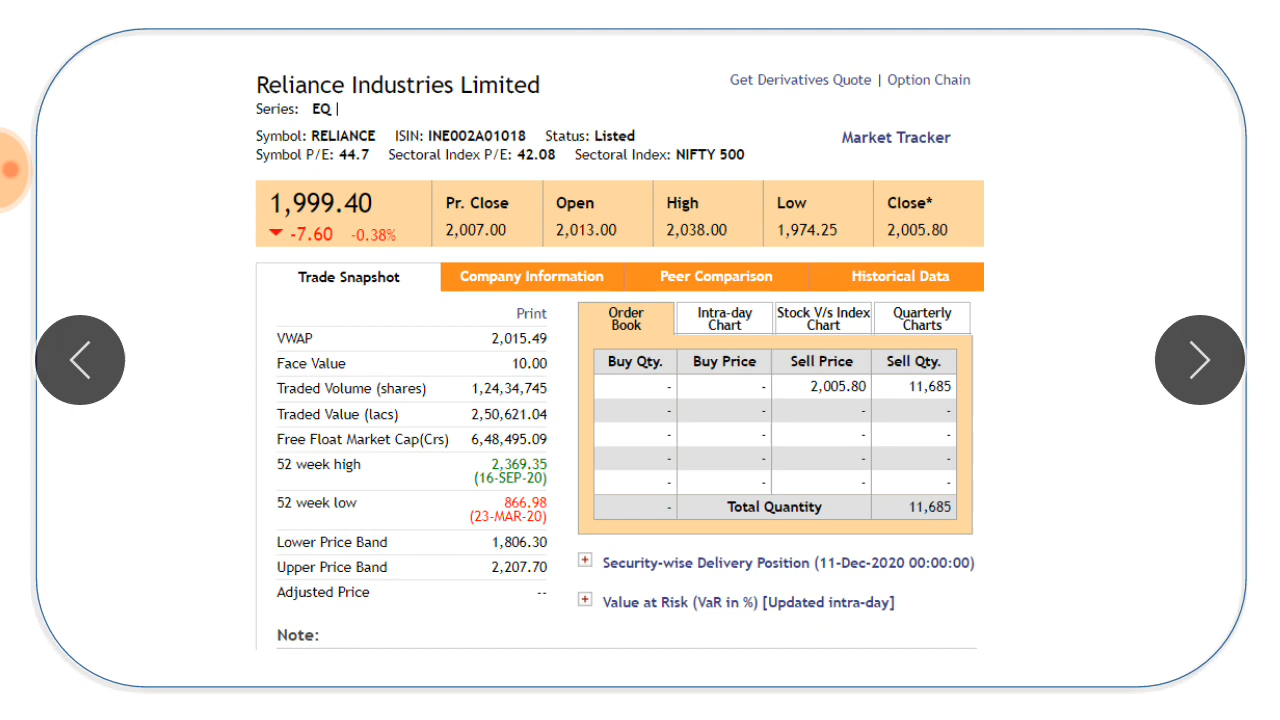 Reliance Industries Limited
Get Derivatives Quote | Option Chain
Series: EQ |
Symbol: RELIANCE ISIN: INE002A01018 Status: Listed
Market Tracker
Symbol P/E: 44.7 Sectoral Index P/E: 42.08 Sectoral Index: NIFTY 500
1,999.40 Pr. Close Open High Low Close*
-7.60 -0.38% 2,007.00 2,013.00 2,038.00 1,974.25 2,005.80
Trade Snapshot Company Information Peer Comparison Historical Data
Print
VWAP 2,015.49
Face Value 10.00
Traded Volume (shares) 1,24,34,745
Traded Value (lacs) 2,50,621.04
Free Float Market Cap(Crs) 6,48,495.09
52 week high 2,369.35
(16-SEP-20)
52 week low 866.98
(23-MAR-20)
Lower Price Band 1,806.30
Upper Price Band 2,207.70
Adjusted Price --
Note:
Order Intra-day Stock V/s Index Quarterly
Book Chart Chart Charts
Buy Qty. Buy Price Sell Price Sell Qty.
- - 2,005.80 11,685
- - - -
- - - -
- - - -
- - - -
- Total Quantity 11,685
+ Security-wise Delivery Position (11-Dec-2020 00:00:00)
+ Value at Risk (VaR in %) [Updated intra-day]